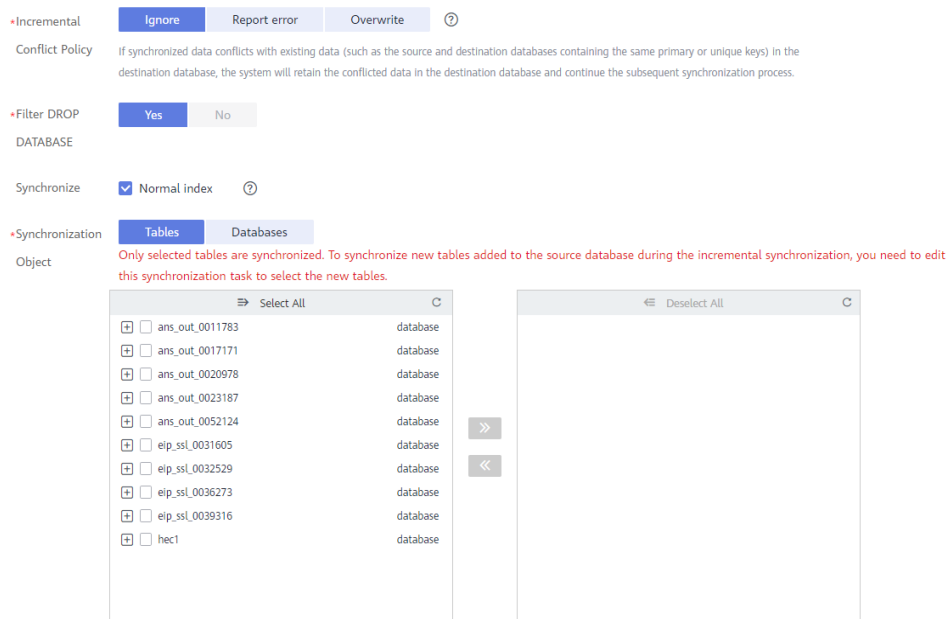 *Incremental Conflict Policy
Ignore Report error Overwrite ?
If synchronized data conflicts with existing data (such as the source and destination databases containing the same primary or unique keys) in the
destination database, the system will retain the conflicted data in the destination database and continue the subsequent synchronization process.
*Filter DROP DATABASE
Yes No
Synchronize
Normal index ?
*Synchronization Object
Tables Databases
Only selected tables are synchronized. To synchronize new tables added to the source database during the incremental synchronization, you need to edit
this synchronization task to select the new tables.
Select All
ans_out_0011783 database
ans_out_0017171 database
ans_out_0020978 database
ans_out_0023187 database
ans_out_0052124 database
eip_ssl_0031605 database
eip_ssl_0032529 database
eip_ssl_0036273 database
eip_ssl_0039316 database
hec1 database
Deselect All